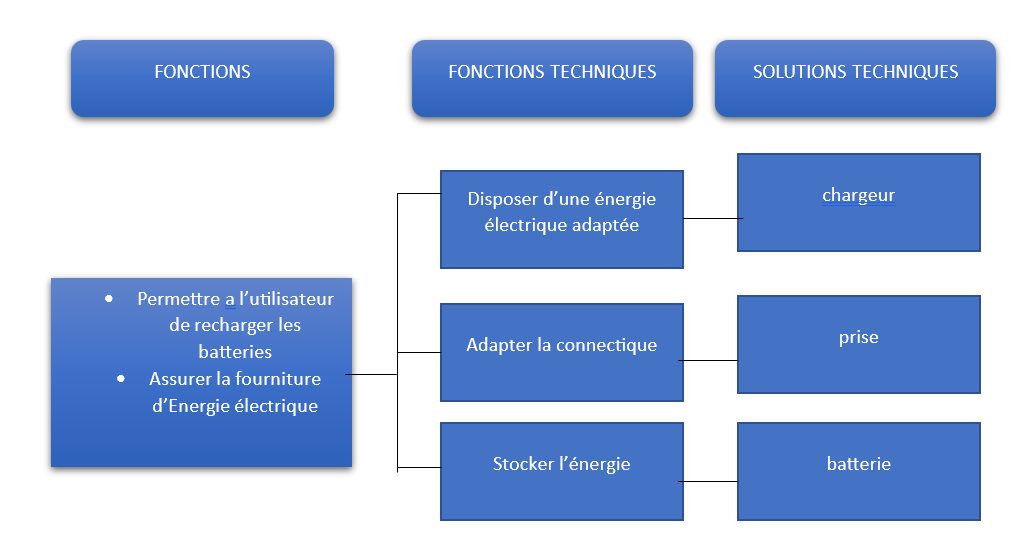 FONCTIONS
FONCTIONS TECHNIQUES
SOLUTIONS TECHNIQUES
Disposer d’une énergie
électrique adaptée
chargeur
• Permettre a l’utilisateur
de recharger les
batteries
• Assurer la fourniture
d’Energie électrique
Adapter la connectique
prise
Stocker l’énergie
batterie